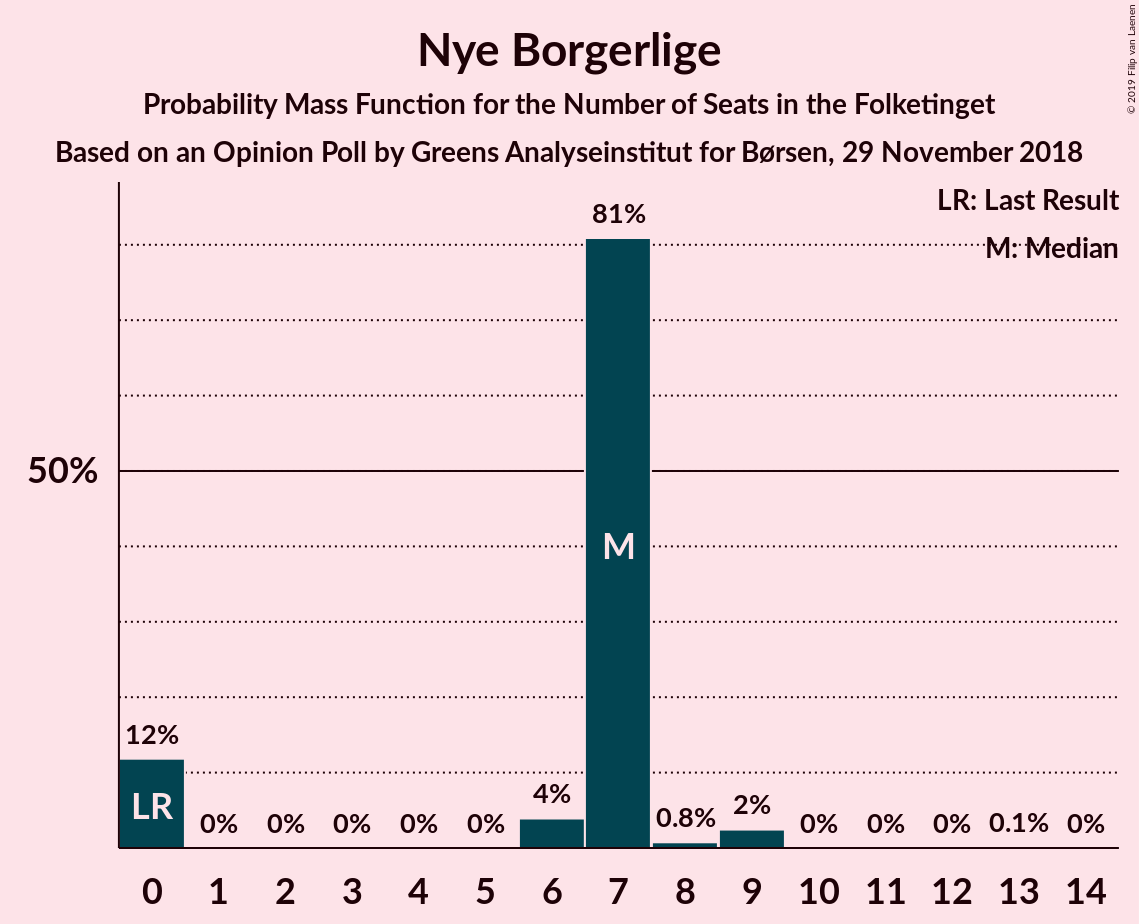 Nye Borgerlige
Probability Mass Function for the Number of Seats in the Folketinget
Based on an Opinion Poll by Greens Analyseinstitut for Børsen, 29 November 2018
© 2019 Filip van Laenen
LR: Last Result
M: Median
81%
50%
M
12%
LR
0%
0%
0%
0%
0%
4%
0.8%
2%
0%
0%
0%
0.1%
0%
0 1 2 3 4 5 6 7 8 9 10 11 12 13 14